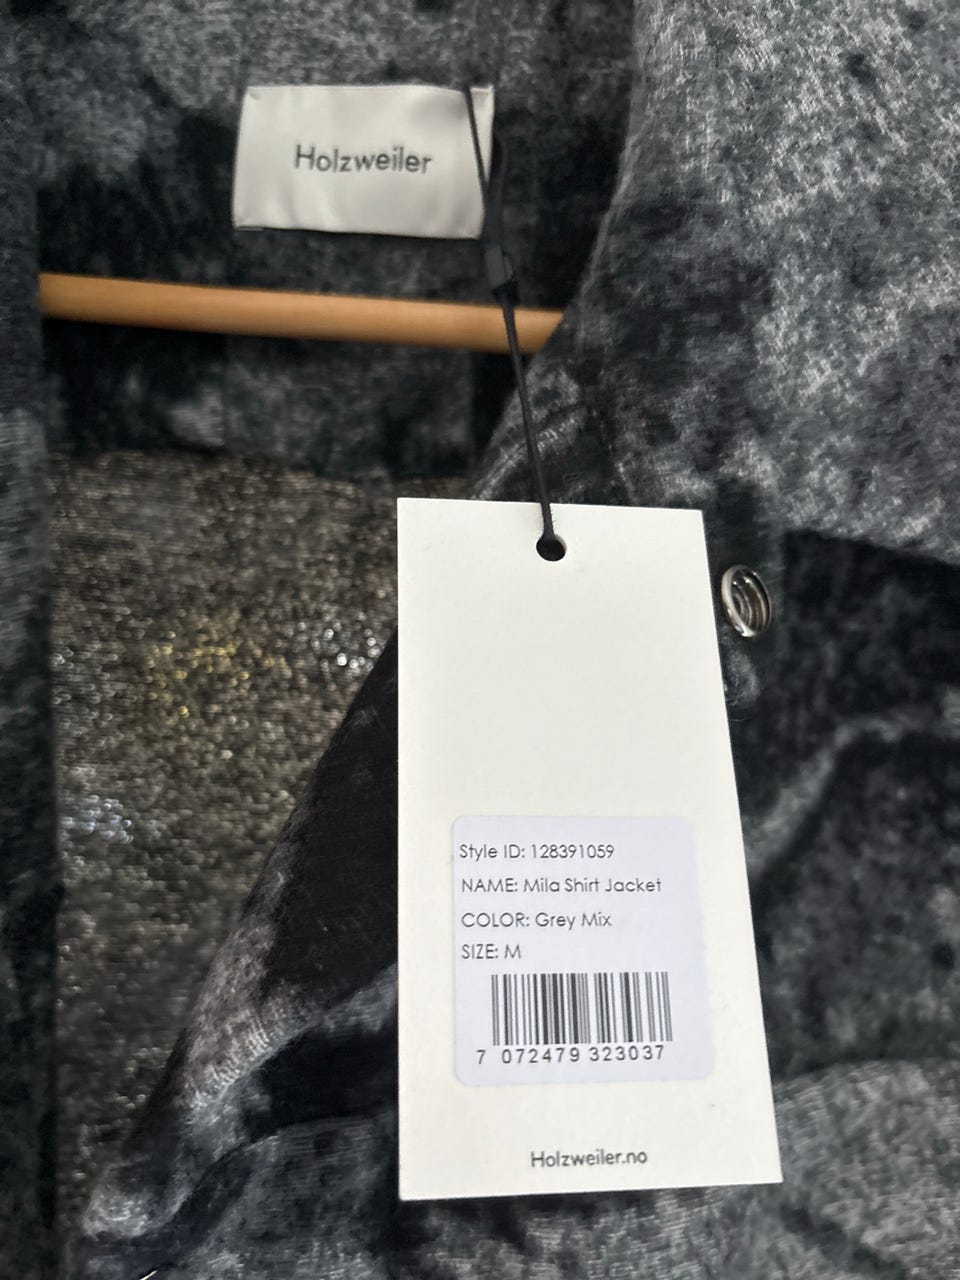 Holzweiler
Style ID: 128391059
NAME: Mila Shirt Jacket
COLOR: Grey Mix
SIZE: M
7 072479 323037
Holzweiler.no